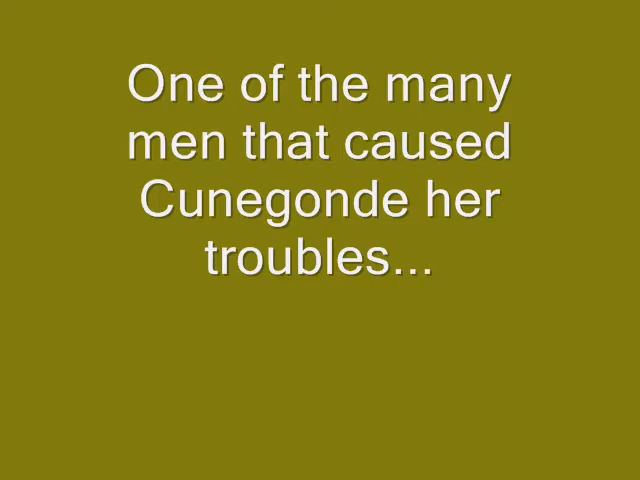 One of the many
men that caused
Cunegonde her
troubles...